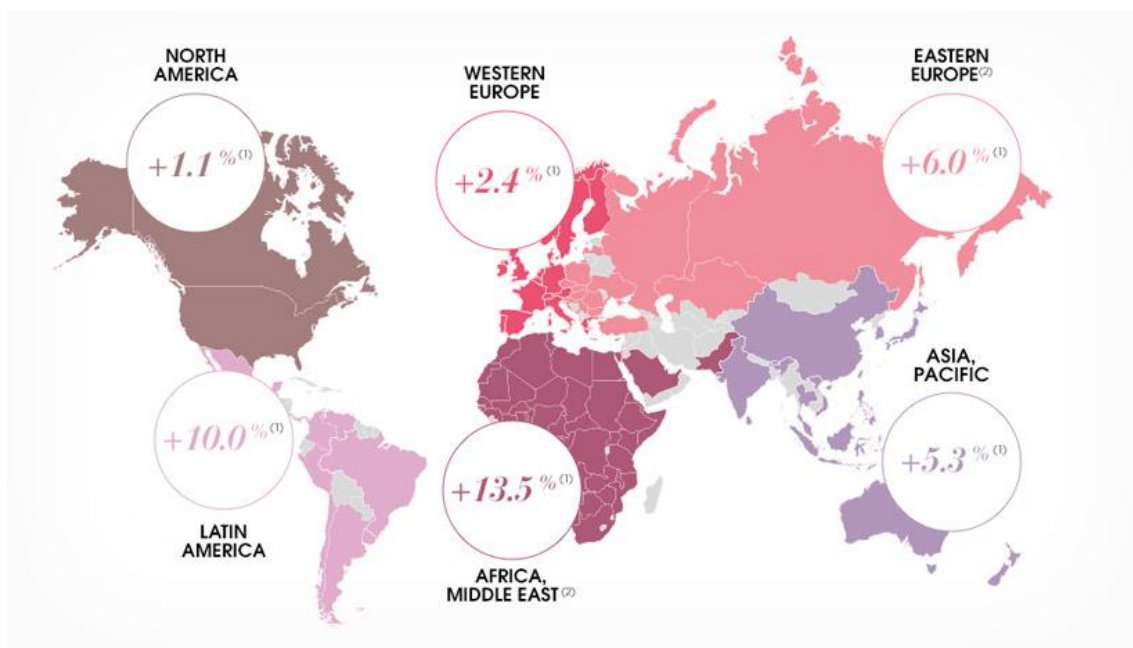 NORTH
AMERICA
+1.1 % (1)
WESTERN
EUROPE
+2.4 % (1)
EASTERN
EUROPE(2)
+6.0 % (1)
+10.0 % (1)
LATIN
AMERICA
+13.5 % (1)
AFRICA,
MIDDLE EAST (2)
ASIA,
PACIFIC
+5.3 % (1)